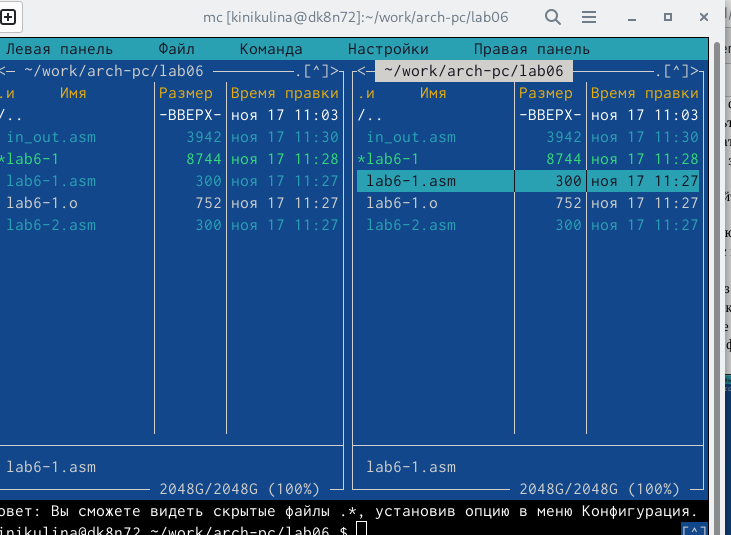 mc [kinikulina@dk8n72]:~/work/arch-pc/lab06
Левая панель Файл Команда Настройки Правая панель
<- ~/work/arch-pc/lab06 .[^]>
.и Имя Размер Время правки
/.. -ВВЕРХ- ноя 17 11:03
in_out.asm 3942 ноя 17 11:30
*lab6-1 8744 ноя 17 11:28
lab6-1.asm 300 ноя 17 11:27
lab6-1.o 752 ноя 17 11:27
lab6-2.asm 300 ноя 17 11:27
lab6-1.asm
2048G/2048G (100%)
<- ~/work/arch-pc/lab06 .[^]>
.и Имя Размер Время правки
/.. -ВВЕРХ- ноя 17 11:03
in_out.asm 3942 ноя 17 11:30
*lab6-1 8744 ноя 17 11:28
lab6-1.asm 300 ноя 17 11:27
lab6-1.o 752 ноя 17 11:27
lab6-2.asm 300 ноя 17 11:27
lab6-1.asm
2048G/2048G (100%)
овет: Вы сможете видеть скрытые файлы .*, установив опцию в меню Конфигурация.
inikulina@dk8n72 ~/work/arch-pc/lab06 $ [^]